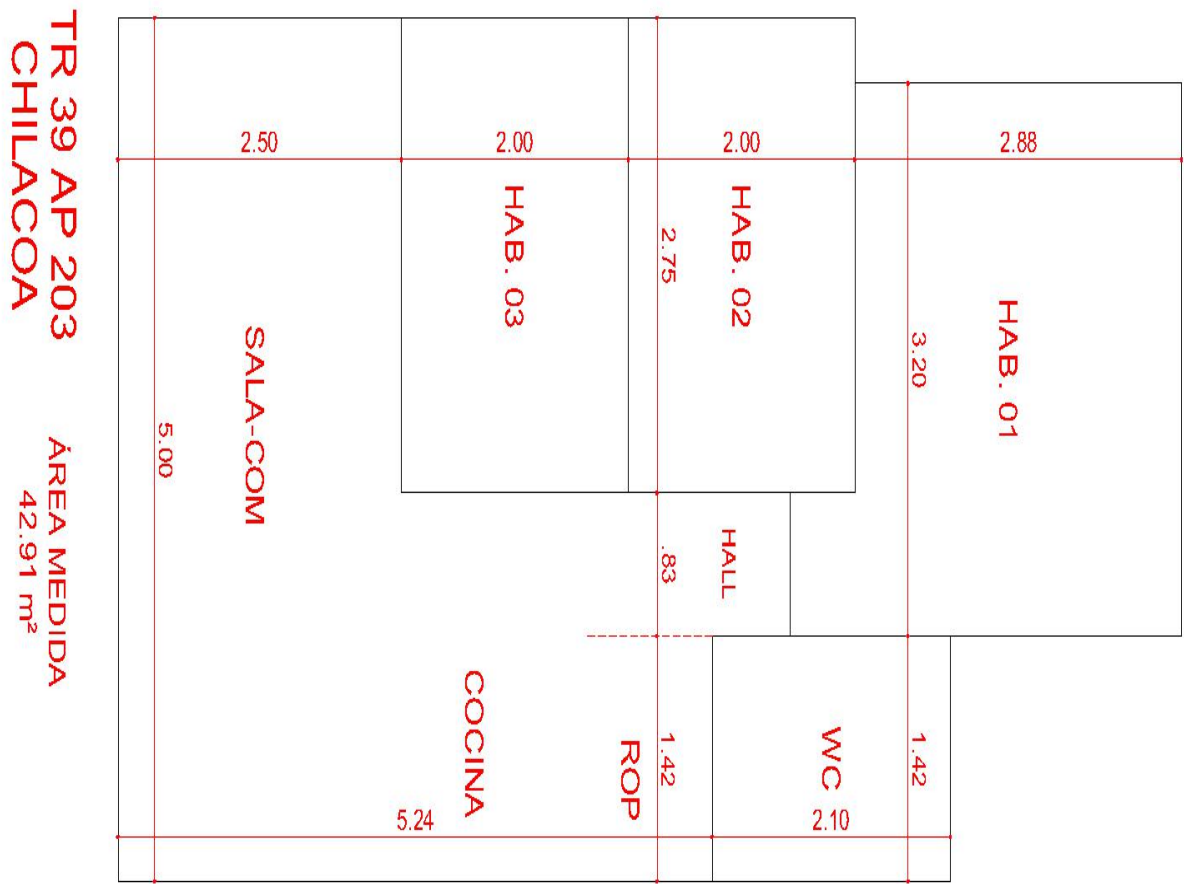 TR 39 AP 203
CHILACOA
ÁREA MEDIDA
42.91 m²
2.50
2.00
2.00
2.88
HAB. 03
HAB. 02
HAB. 01
2.75
3.20
SALA-COM
5.00
.83
HALL
COCINA
ROP
1.42
WC
1.42
5.24
2.10